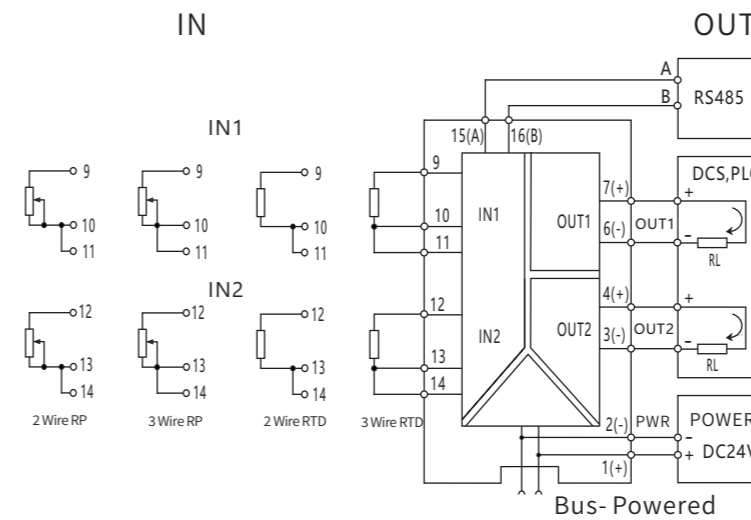 IN
OUT
A
RS485
B
15(A) 16(B)
IN1
9
9
9
9
10
10
10
10
11
11
11
11
IN1
OUT1
7(+)
6(-)
OUT1
DCS,PLC
+
-
RL
IN2
12
12
12
12
13
13
13
13
14
14
14
14
IN2
OUT2
4(+)
3(-)
OUT2
+
-
RL
2 Wire RP
3 Wire RP
2 Wire RTD
3 Wire RTD
2(-)
PWR
1(+)
POWER
-
+ DC24V
Bus- Powered